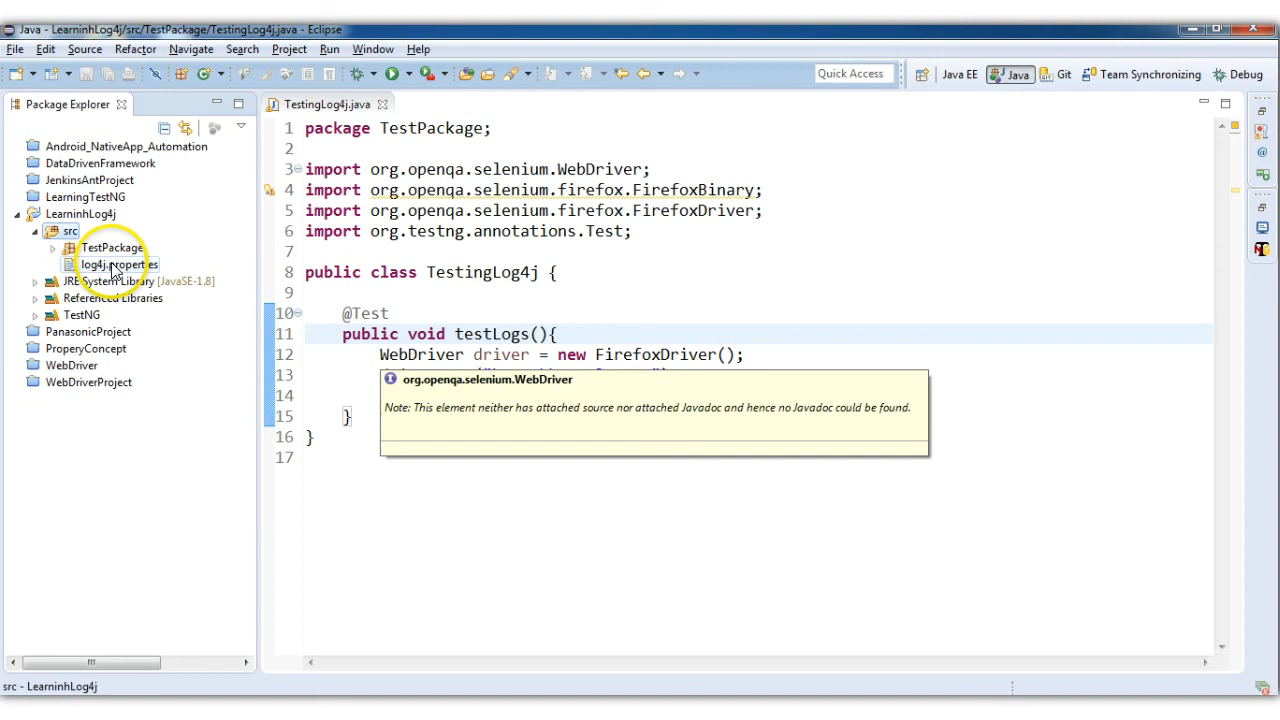 Java - LearninhLog4j/src/TestPackage/TestingLog4j.java - Eclipse
File Edit Source Refactor Navigate Search Project Run Window Help
Quick Access Java EE Java Git Team Synchronizing Debug
Package Explorer
Android_NativeApp_Automation
DataDrivenFramework
JenkinsAntProject
LearningTestNG
LearninhLog4j
src
TestPackage
log4j.properties
JRE System Library [JavaSE-1.8]
Referenced Libraries
TestNG
PanasonicProject
ProperyConcept
WebDriver
WebDriverProject
TestingLog4j.java
1 package TestPackage;
2
3 import org.openqa.selenium.WebDriver;
4 import org.openqa.selenium.firefox.FirefoxBinary;
5 import org.openqa.selenium.firefox.FirefoxDriver;
6 import org.testng.annotations.Test;
7
8 public class TestingLog4j {
9
10 @Test
11 public void testLogs(){
12 WebDriver driver = new FirefoxDriver();
13
14
15 }
16 }
17
org.openqa.selenium.WebDriver
Note: This element neither has attached source nor attached Javadoc and hence no Javadoc could be found.
src - LearninhLog4j